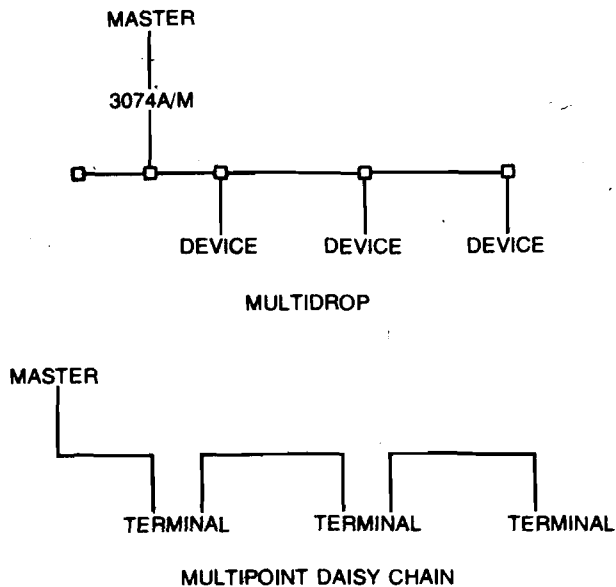 MASTER
3074A/M
DEVICE DEVICE DEVICE
MULTIDROP
MASTER
TERMINAL TERMINAL TERMINAL
MULTIPOINT DAISY CHAIN